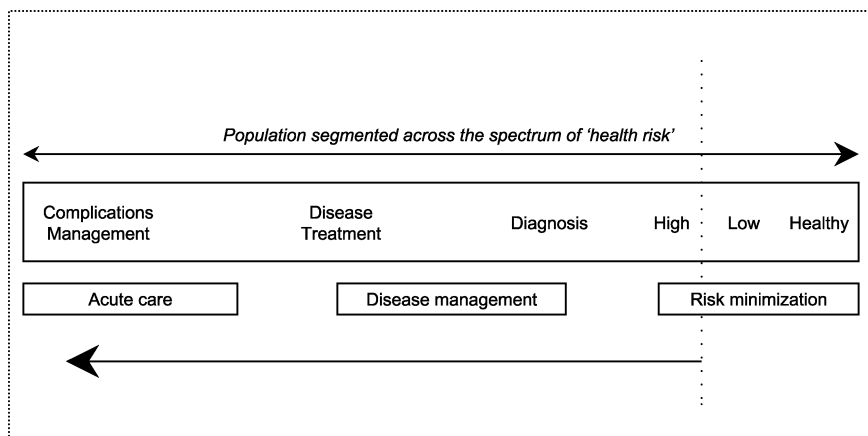 Population segmented across the spectrum of ‘health risk’
Complications
Management
Disease
Treatment
Diagnosis
High
Low
Healthy
Acute care
Disease management
Risk minimization